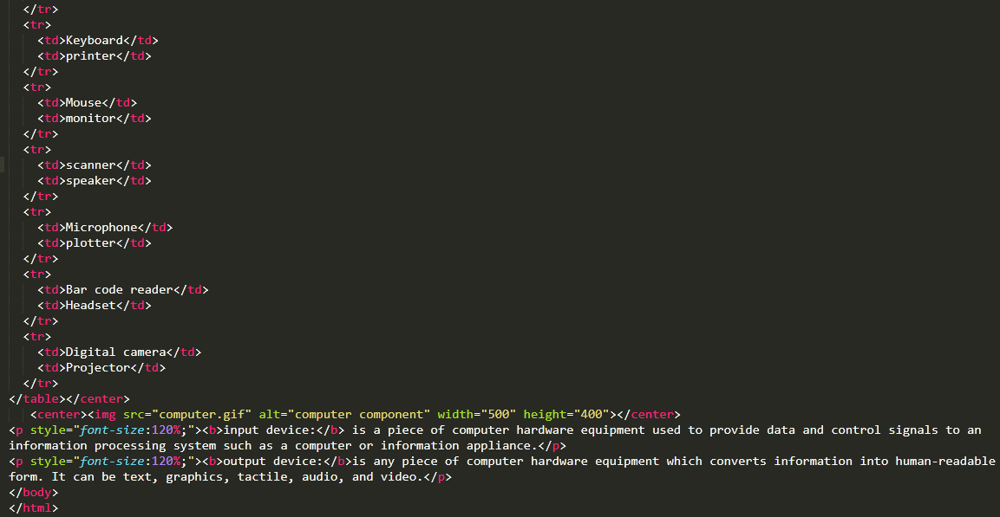 </tr>
<tr>
<td>Keyboard</td>
<td>printer</td>
</tr>
<tr>
<td>Mouse</td>
<td>monitor</td>
</tr>
<tr>
<td>scanner</td>
<td>speaker</td>
</tr>
<tr>
<td>Microphone</td>
<td>plotter</td>
</tr>
<tr>
<td>Bar code reader</td>
<td>Headset</td>
</tr>
<tr>
<td>Digital camera</td>
<td>Projector</td>
</tr>
</table></center>
<center><img src="computer.gif" alt="computer component" width="500" height="400"></center>
<p style="font-size:120%;"><b>input device:</b> is a piece of computer hardware equipment used to provide data and control signals to an
information processing system such as a computer or information appliance.</p>
<p style="font-size:120%;"><b>output device:</b>is any piece of computer hardware equipment which converts information into human-readable
form. It can be text, graphics, tactile, audio, and video.</p>
</body>
</html>